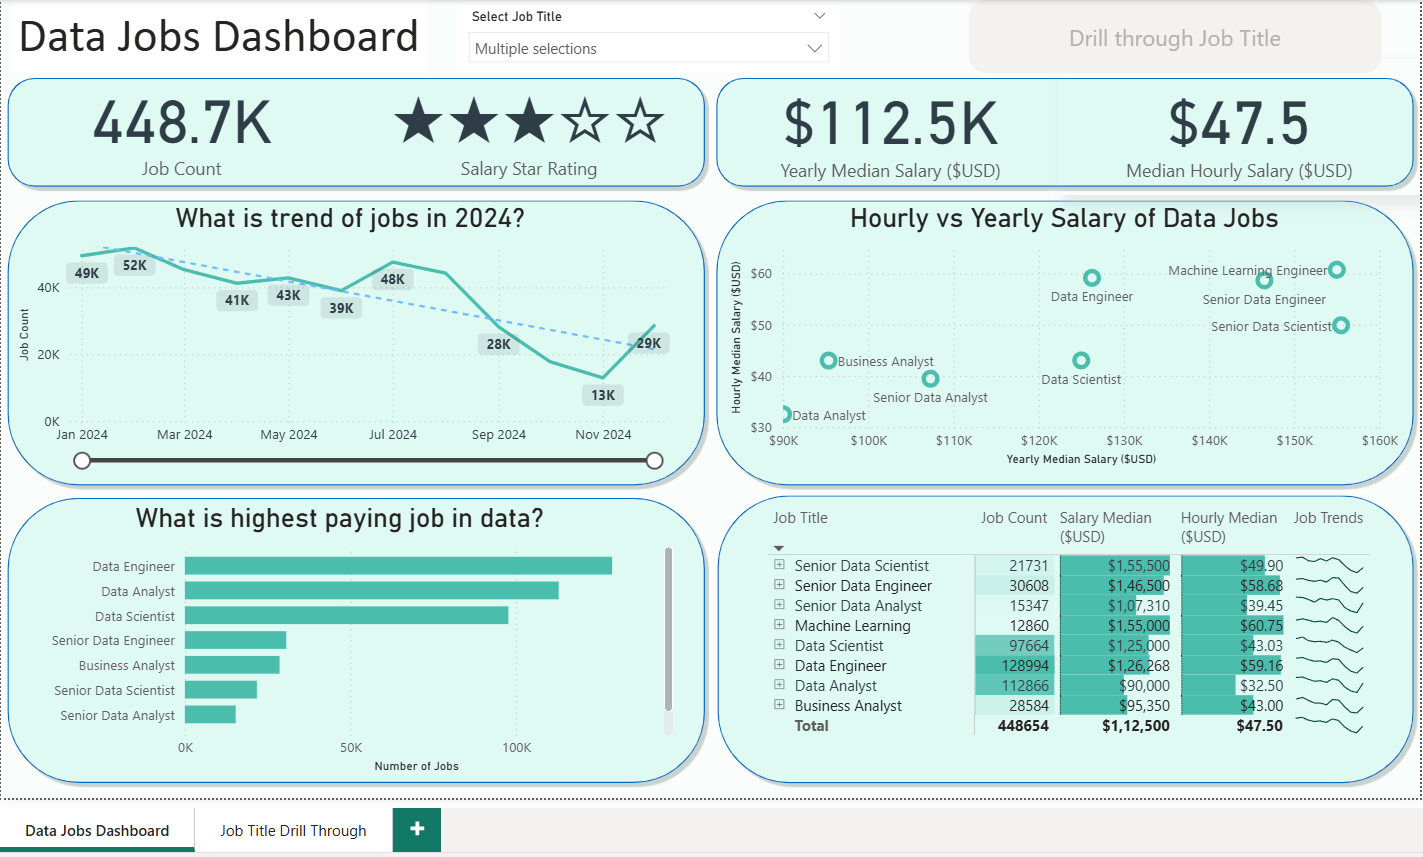 Data Jobs Dashboard
Select Job Title
Multiple selections
Drill through Job Title
448.7K
Job Count
Salary Star Rating
$112.5K
Yearly Median Salary ($USD)
$47.5
Median Hourly Salary ($USD)
What is trend of jobs in 2024?
Job Count
40K
20K
0K
49K
52K
41K
43K
39K
48K
28K
13K
29K
Jan 2024
Mar 2024
May 2024
Jul 2024
Sep 2024
Nov 2024
Hourly vs Yearly Salary of Data Jobs
Hourly Median Salary ($USD)
$60
$50
$40
$30
Machine Learning Engineer
Data Engineer
Senior Data Engineer
Senior Data Scientist
Business Analyst
Data Scientist
Senior Data Analyst
Data Analyst
$90K
$100K
$110K
$120K
$130K
$140K
$150K
$160K
Yearly Median Salary ($USD)
What is highest paying job in data?
Data Engineer
Data Analyst
Data Scientist
Senior Data Engineer
Business Analyst
Senior Data Scientist
Senior Data Analyst
0K
50K
100K
Number of Jobs
Job Title Job Count Salary Median ($USD) Hourly Median ($USD) Job Trends
Senior Data Scientist 21731 $1,55,500 $49.90
Senior Data Engineer 30608 $1,46,500 $58.68
Senior Data Analyst 15347 $1,07,310 $39.45
Machine Learning 12860 $1,55,000 $60.75
Data Scientist 97664 $1,25,000 $43.03
Data Engineer 128994 $1,26,268 $59.16
Data Analyst 112866 $90,000 $32.50
Business Analyst 28584 $95,350 $43.00
Total 448654 $1,12,500 $47.50
Data Jobs Dashboard
Job Title Drill Through
+